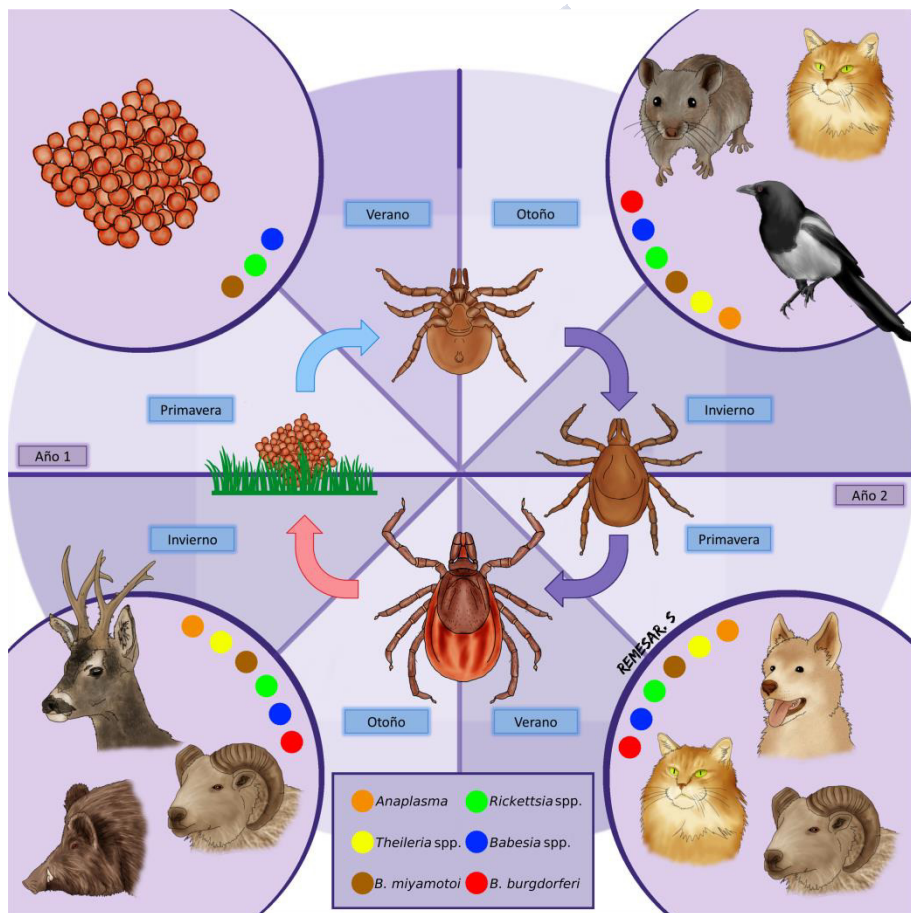 Verano
Otoño
Primavera
Invierno
Año 1
Año 2
Invierno
Primavera
REMESAR. S
Otoño
Verano
Anaplasma
Rickettsia spp.
Theileria spp.
Babesia spp.
B. miyamotoi
B. burgdorferi